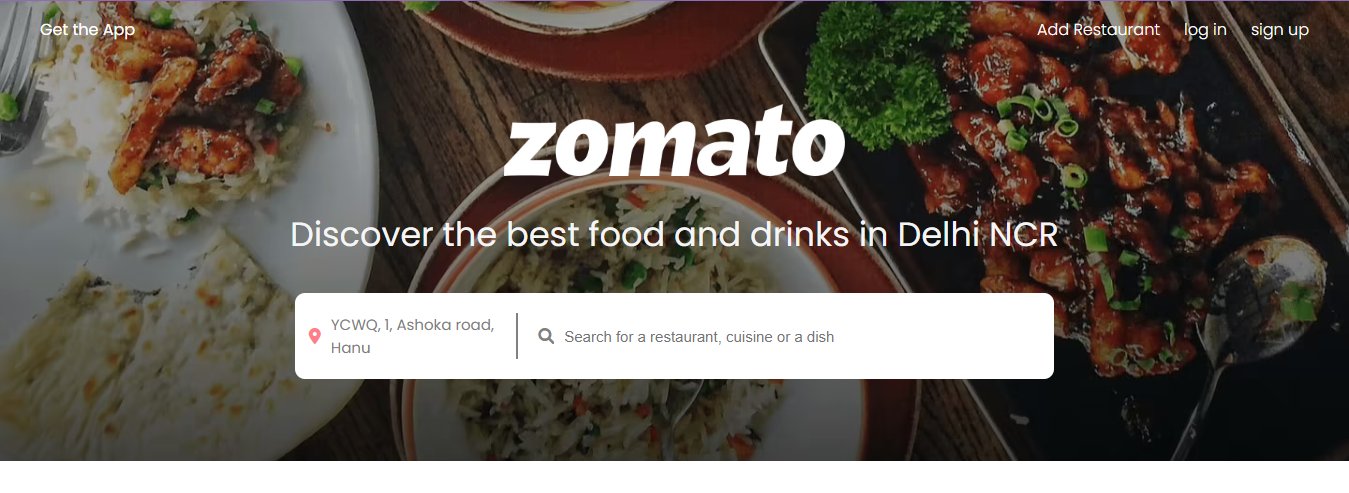 Get the App
Add Restaurant
log in
sign up
zomato
Discover the best food and drinks in Delhi NCR
YCWQ, 1, Ashoka road,
Hanu
Search for a restaurant, cuisine or a dish